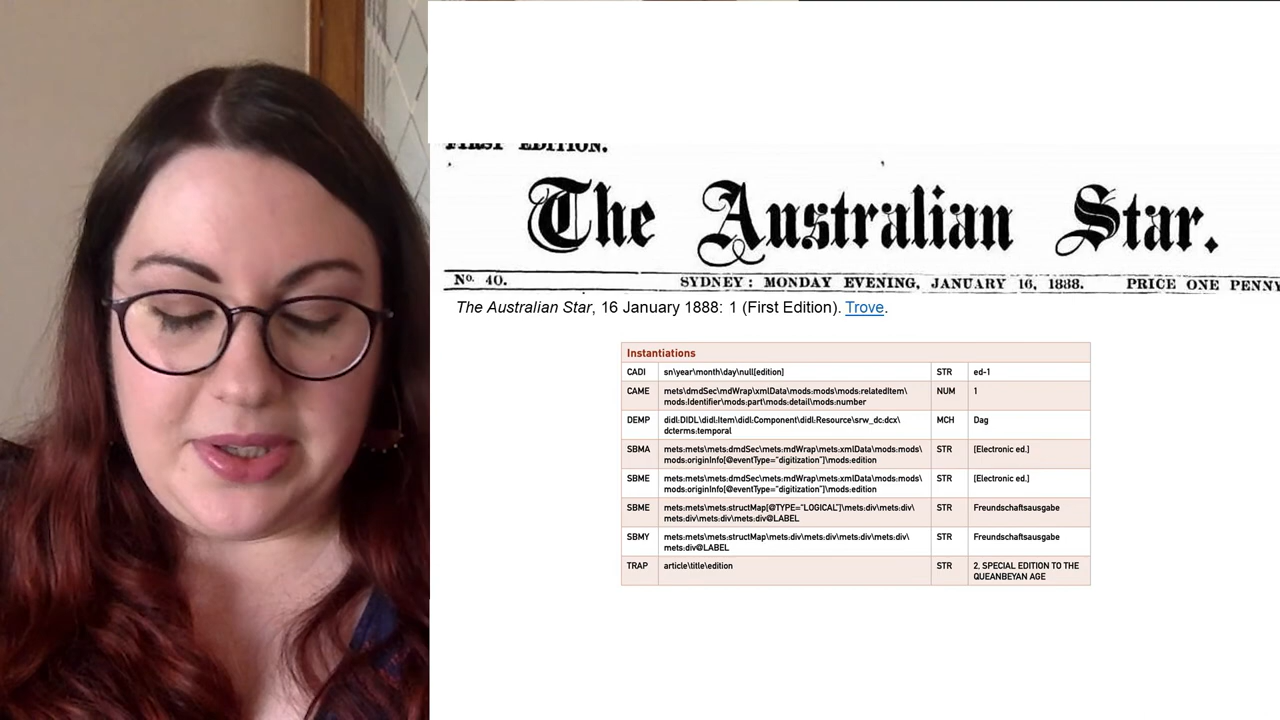 FIRST EDITION.
The Australian Star.
No. 40. SYDNEY: MONDAY EVENING, JANUARY 16, 1888. PRICE ONE PENNY
The Australian Star, 16 January 1888: 1 (First Edition). Trove.
Instantiations
CADI sn\year\month\day\null[edition] STR ed-1
CAME mets\dmdSec\mdWrap\xmlData\mods:mods\mods:relatedItem\
mods:Identifier\mods:part\mods:detail\mods:number NUM 1
DEMP didl:DIDL\didl:Item\didl:Component\didl:Resource\srw_dc:dcx\
dcterms:temporal MCH Dag
SBMA mets:mets\mets:dmdSec\mets:mdWrap\mets:xmlData\mods:mods\
mods:originInfo[@eventType="digitization"]\mods:edition STR [Electronic ed.]
SBME mets:mets\mets:dmdSec\mets:mdWrap\mets:xmlData\mods:mods\
mods:originInfo[@eventType="digitization"]\mods:edition STR [Electronic ed.]
SBME mets:mets\mets:structMap[@TYPE="LOGICAL"]\mets:div\mets:div\
mets:div\mets:div\mets:div@LABEL STR Freundschaftsausgabe
SBMY mets:mets\mets:structMap\mets:div\mets:div\mets:div\mets:div\
mets:div@LABEL STR Freundschaftsausgabe
TRAP article\title\edition STR 2, SPECIAL EDITION TO THE
QUEANBEYAN AGE